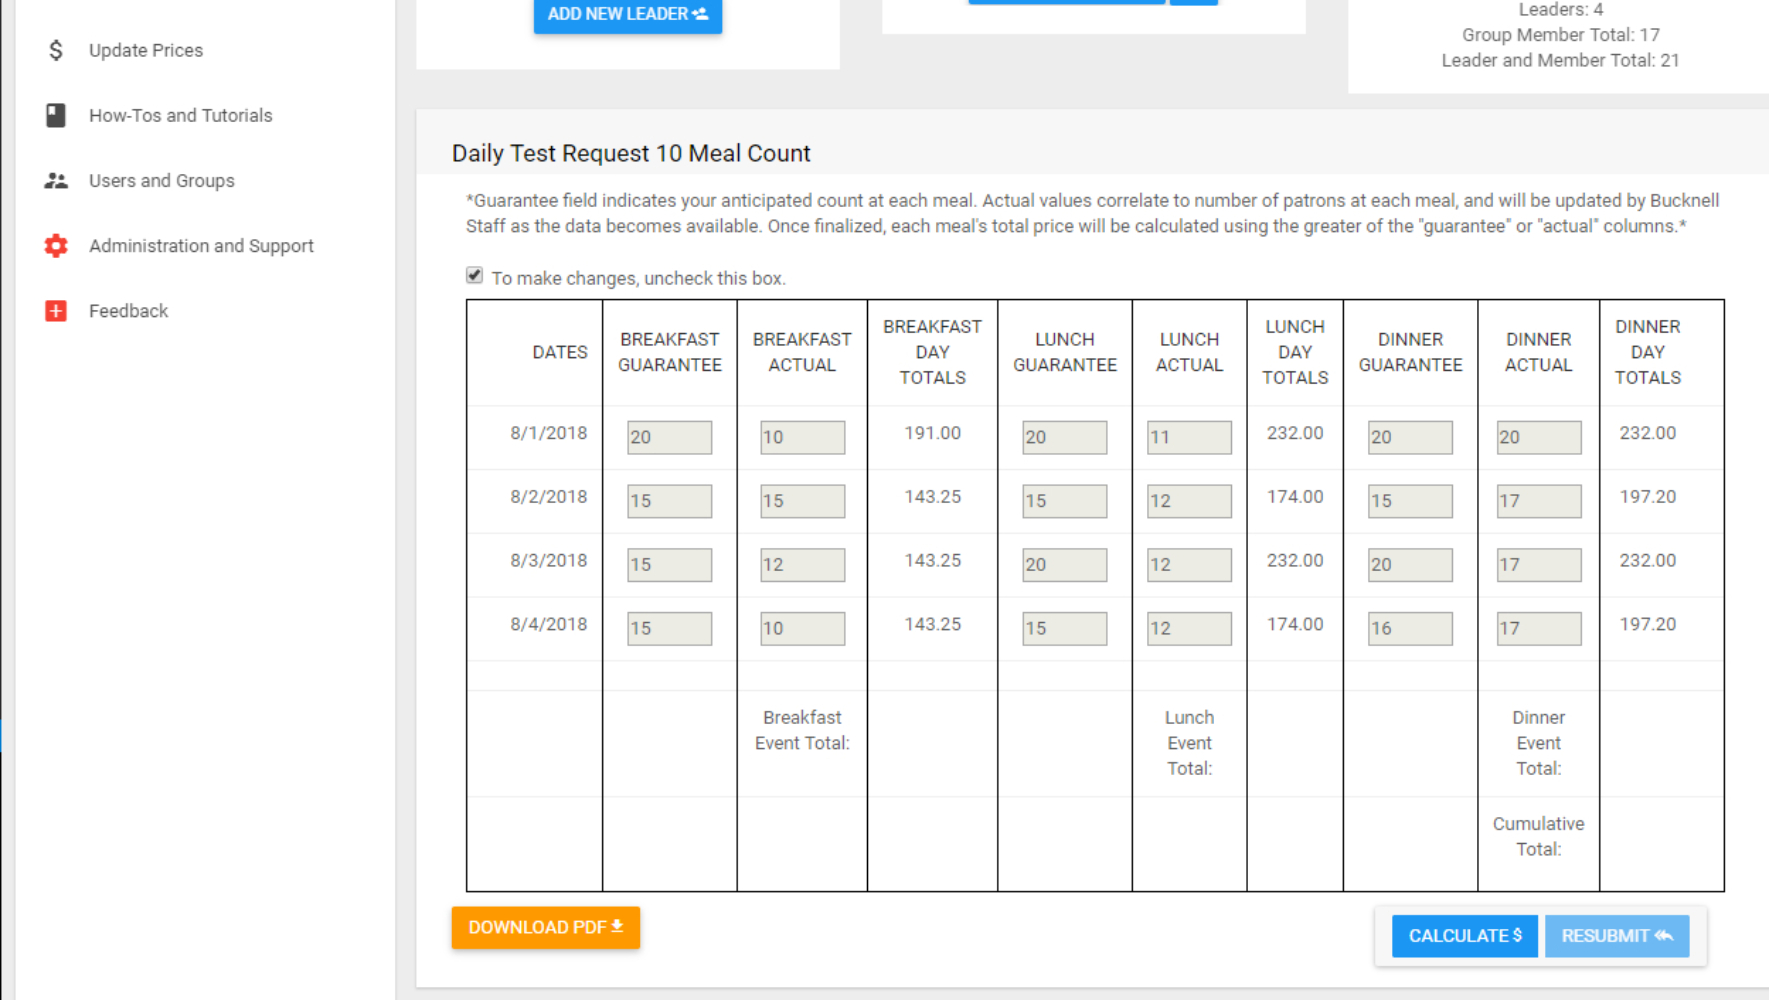 ADD NEW LEADER
Leaders: 4
Group Member Total: 17
Leader and Member Total: 21
Update Prices
How-Tos and Tutorials
Users and Groups
Administration and Support
Feedback
Daily Test Request 10 Meal Count
*Guarantee field indicates your anticipated count at each meal. Actual values correlate to number of patrons at each meal, and will be updated by Bucknell
Staff as the data becomes available. Once finalized, each meal's total price will be calculated using the greater of the "guarantee" or "actual" columns.*
To make changes, uncheck this box.
DATES BREAKFAST GUARANTEE BREAKFAST ACTUAL BREAKFAST DAY TOTALS LUNCH GUARANTEE LUNCH ACTUAL LUNCH DAY TOTALS DINNER GUARANTEE DINNER ACTUAL DINNER DAY TOTALS
8/1/2018 20 10 191.00 20 11 232.00 20 20 232.00
8/2/2018 15 15 143.25 15 12 174.00 15 17 197.20
8/3/2018 15 12 143.25 20 12 232.00 20 17 232.00
8/4/2018 15 10 143.25 15 12 174.00 16 17 197.20
Breakfast Event Total: Lunch Event Total: Dinner Event Total:
Cumulative Total:
DOWNLOAD PDF
CALCULATE $
RESUBMIT